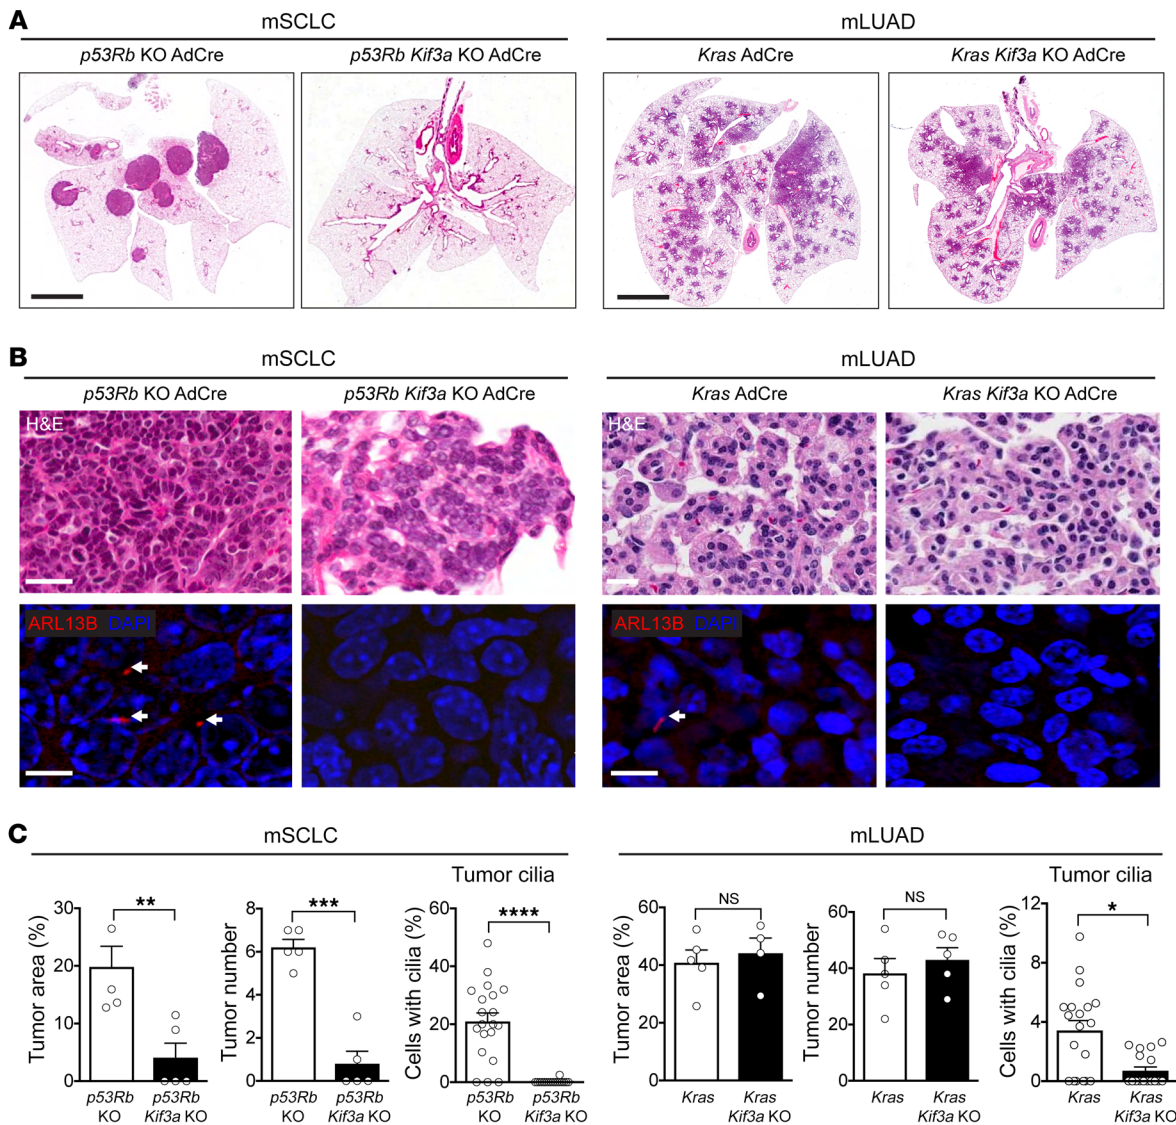 A
mSCLC
mLUAD
p53Rb KO AdCre
p53Rb Kif3a KO AdCre
Kras AdCre
Kras Kif3a KO AdCre
B
mSCLC
mLUAD
p53Rb KO AdCre
p53Rb Kif3a KO AdCre
Kras AdCre
Kras Kif3a KO AdCre
H&E
H&E
ARL13B DAPI
ARL13B DAPI
C
mSCLC
mLUAD
Tumor area (%)
30
20
10
0
**
p53Rb
KO
p53Rb
Kif3a KO
Tumor number
8
6
4
2
0
***
p53Rb
KO
p53Rb
Kif3a KO
Tumor cilia
Cells with cilia (%)
60
40
20
0
****
p53Rb
KO
p53Rb
Kif3a KO
Tumor area (%)
60
40
20
0
NS
Kras
Kras
Kif3a KO
Tumor number
60
40
20
0
NS
Kras
Kras
Kif3a KO
Tumor cilia
Cells with cilia (%)
12
8
4
0
*
Kras
Kras
Kif3a KO